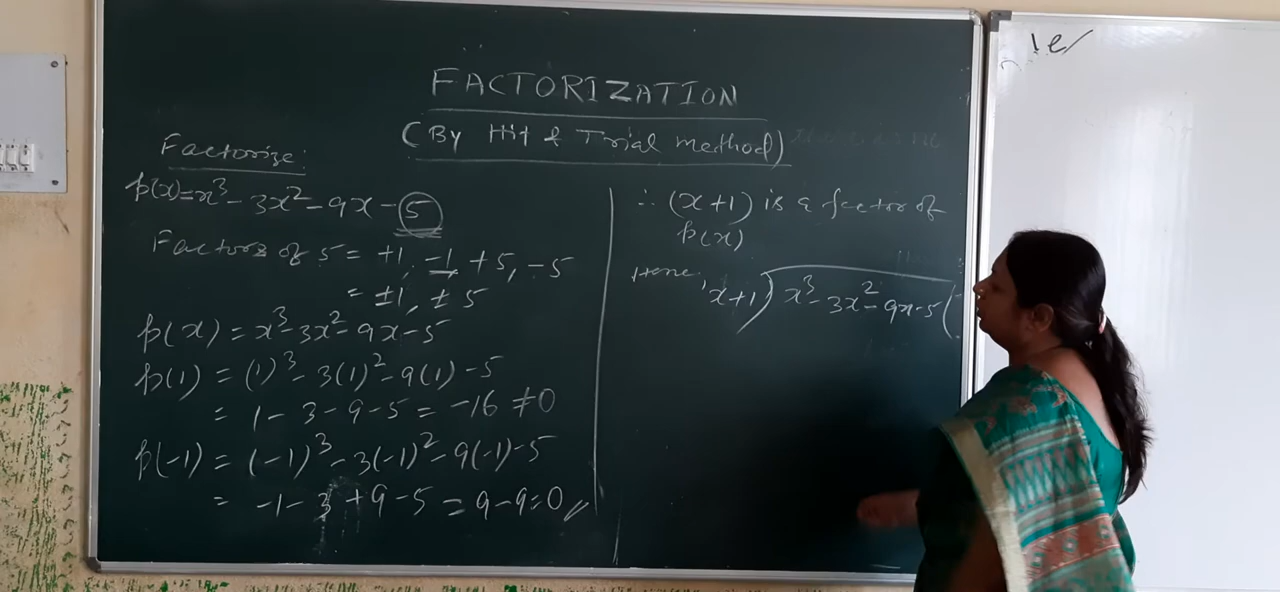 FACTORIZATION
(By Hit & Trial method)
Factorize:
p(x)=x³-3x²-9x-5
Factors of 5 = +1, -1, +5, -5
= ±1, ±5
p(x) = x³-3x²-9x-5
p(1) = (1)³-3(1)²-9(1)-5
= 1-3-9-5 = -16 ≠0
p(-1) = (-1)³-3(-1)²-9(-1)-5
= -1-3+9-5 = 9-9=0
∴ (x+1) is a factor of
p(x)
Hence x+1)x³-3x²-9x-5(